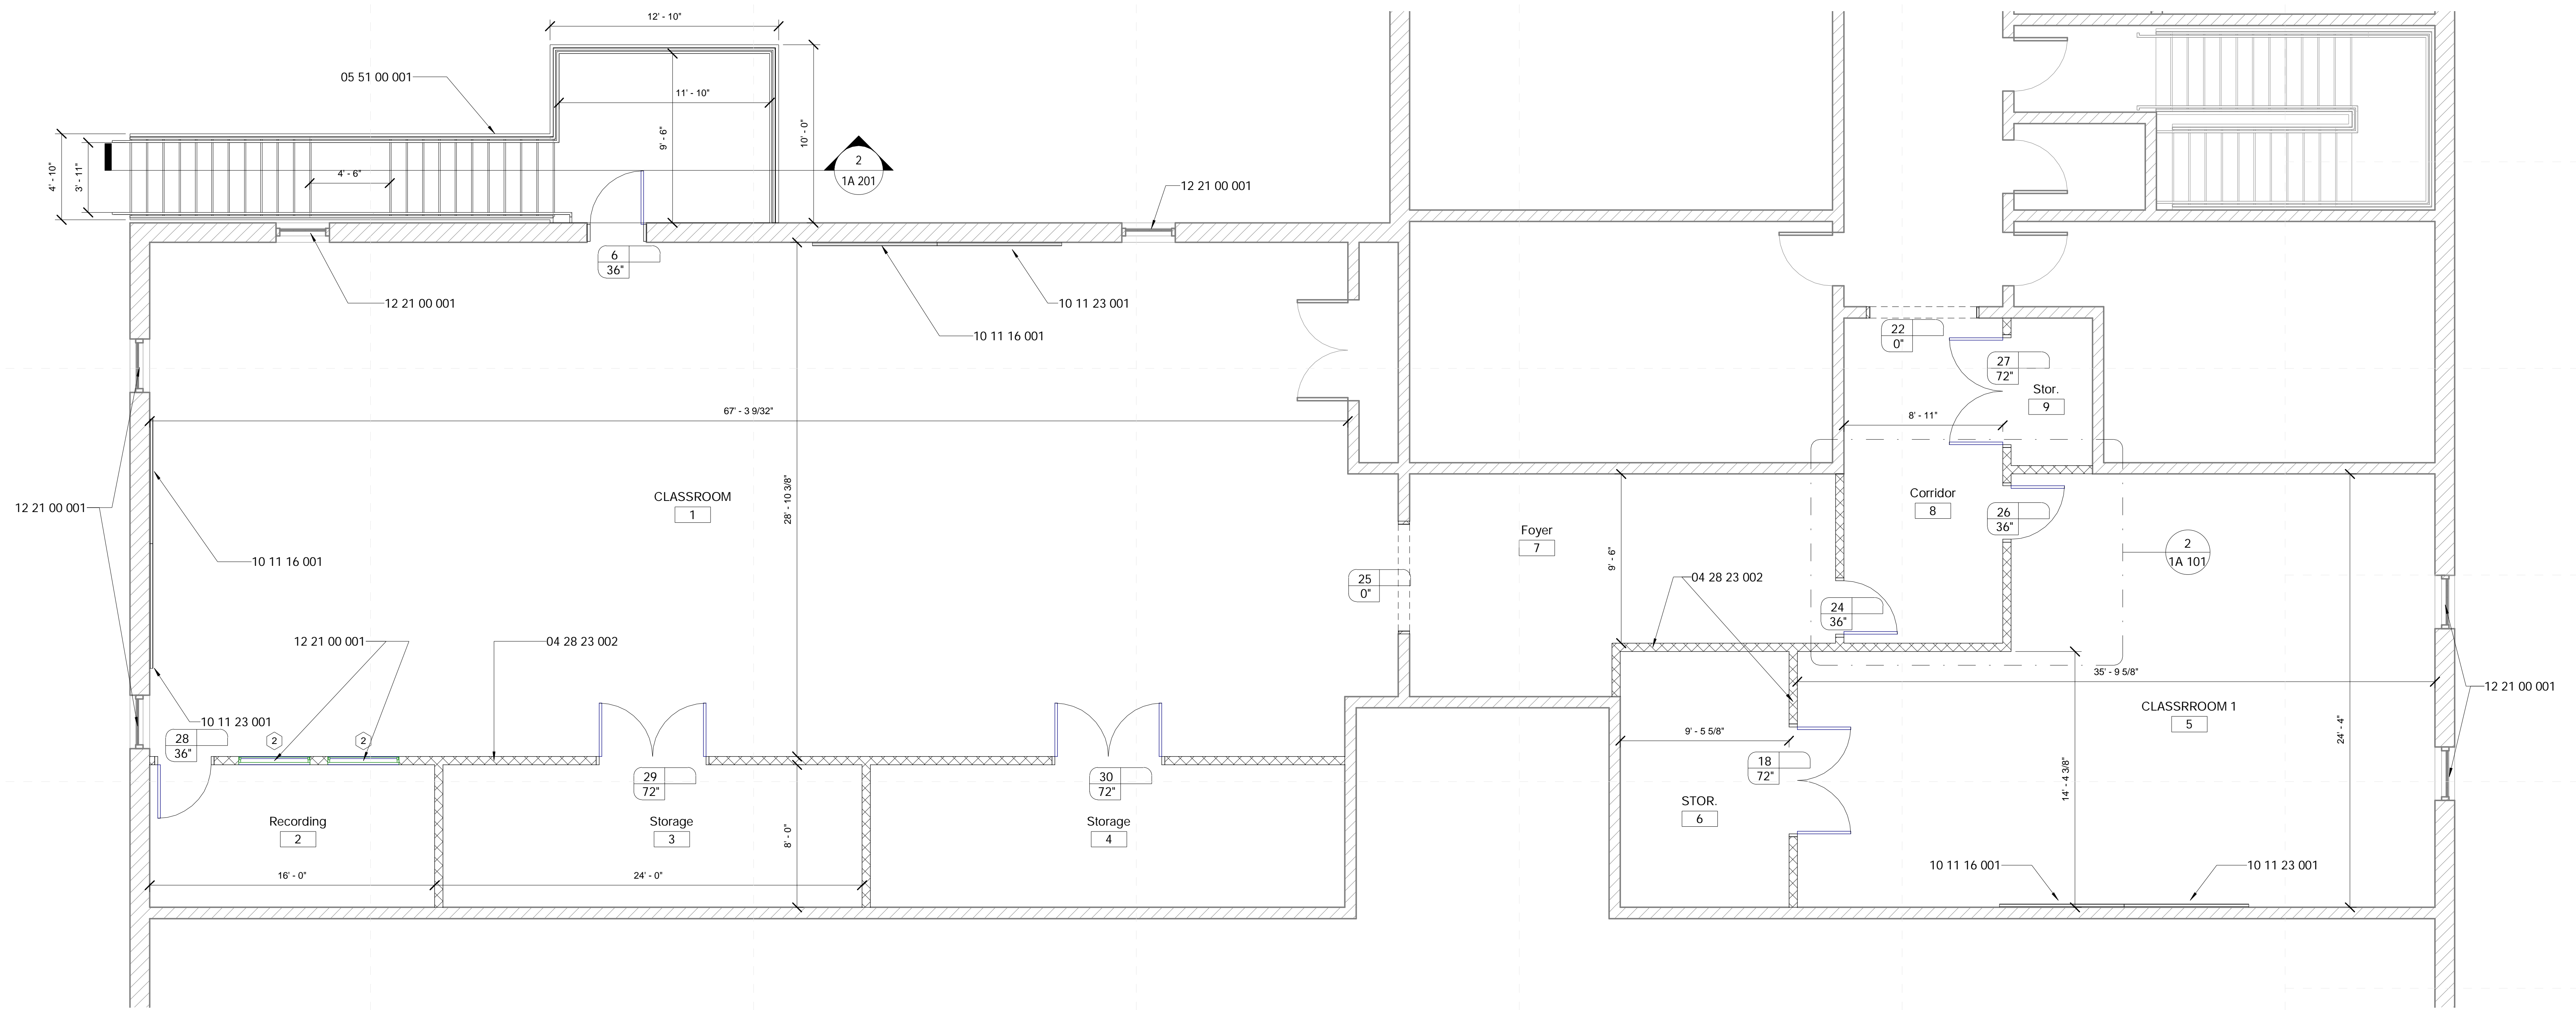 12' - 10"
05 51 00 001
11' - 10"
9' - 6"
10' - 0"
4' - 10"
3' - 11"
4' - 6"
2
1A 201
12 21 00 001
6
36"
12 21 00 001
10 11 23 001
10 11 16 001
22
0"
27
72"
Stor.
9
67' - 3 9/32"
8' - 11"
CLASSROOM
1
28' - 10 3/8"
12 21 00 001
10 11 16 001
Foyer
7
Corridor
8
26
36"
2
1A 101
9' - 6"
25
0"
04 28 23 002
24
36"
12 21 00 001
04 28 23 002
35' - 9 5/8"
12 21 00 001
10 11 23 001
28
36"
2
2
CLASSRROOM 1
5
9' - 5 5/8"
24' - 4"
29
72"
30
72"
18
72"
14' - 4 3/8"
STOR.
6
Recording
2
Storage
3
8' - 0"
Storage
4
16' - 0"
24' - 0"
10 11 16 001
10 11 23 001